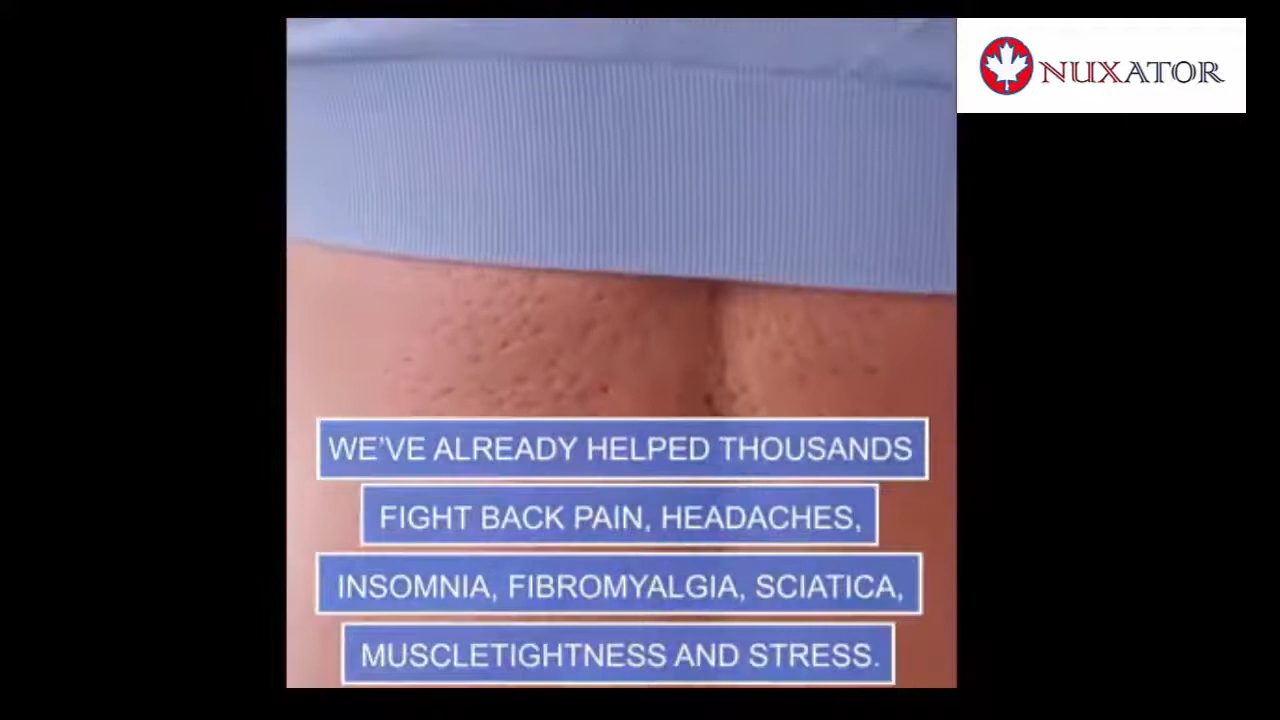 NUXATOR
WE'VE ALREADY HELPED THOUSANDS
FIGHT BACK PAIN, HEADACHES,
INSOMNIA, FIBROMYALGIA, SCIATICA,
MUSCLETIGHTNESS AND STRESS.